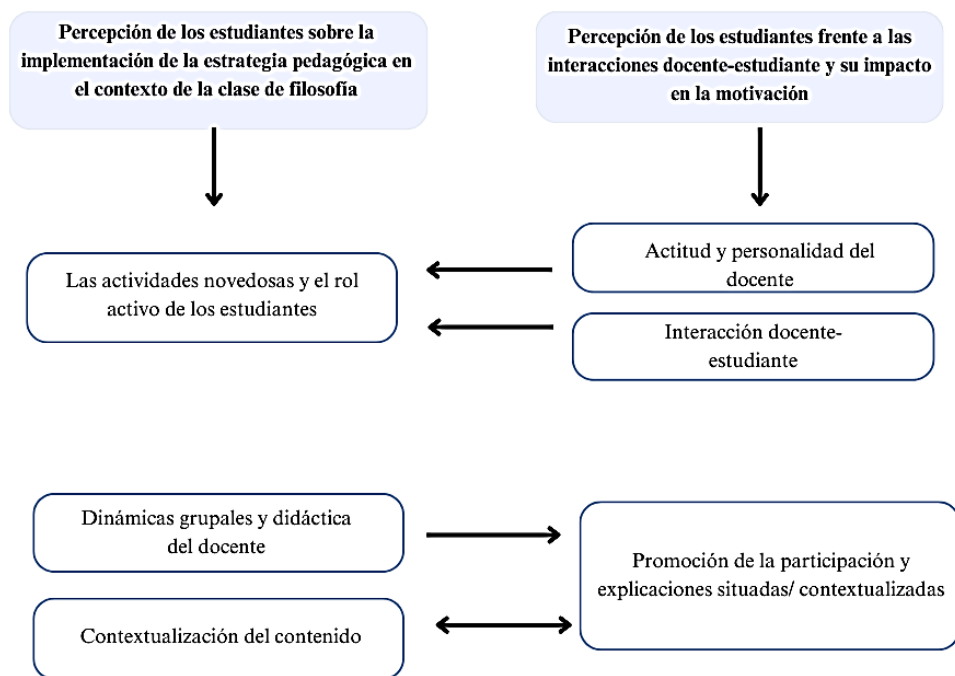 Percepción de los estudiantes sobre la
implementación de la estrategia pedagógica en
el contexto de la clase de filosofía
Percepción de los estudiantes frente a las
interacciones docente-estudiante y su impacto
en la motivación
Las actividades novedosas y el rol
activo de los estudiantes
Actitud y personalidad del
docente
Interacción docente-
estudiante
Dinámicas grupales y didáctica
del docente
Contextualización del contenido
Promoción de la participación y
explicaciones situadas/ contextualizadas